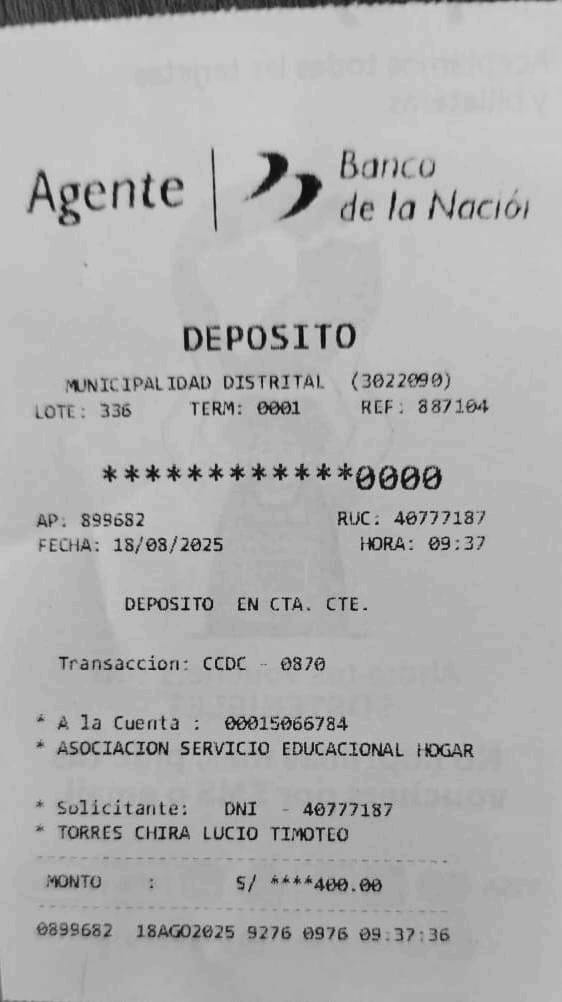 Agente
Banco
de la Nación
DEPOSITO
MUNICIPALIDAD DISTRITAL (3022090)
LOTE: 336 TERM: 0001 REF: 887104
************0000
AP: 899682 RUC: 40777187
FECHA: 18/08/2025 HORA: 09:37
DEPOSITO EN CTA. CTE.
Transaccion: CCDC - 0870
* A la Cuenta : 00015066784
* ASOCIACION SERVICIO EDUCACIONAL HOGAR
* Solicitante: DNI - 40777187
* TORRES CHIRA LUCIO TIMOTEO
MONTO : S/ ****400.00
0899682 18AGO2025 9276 0976 09:37:36